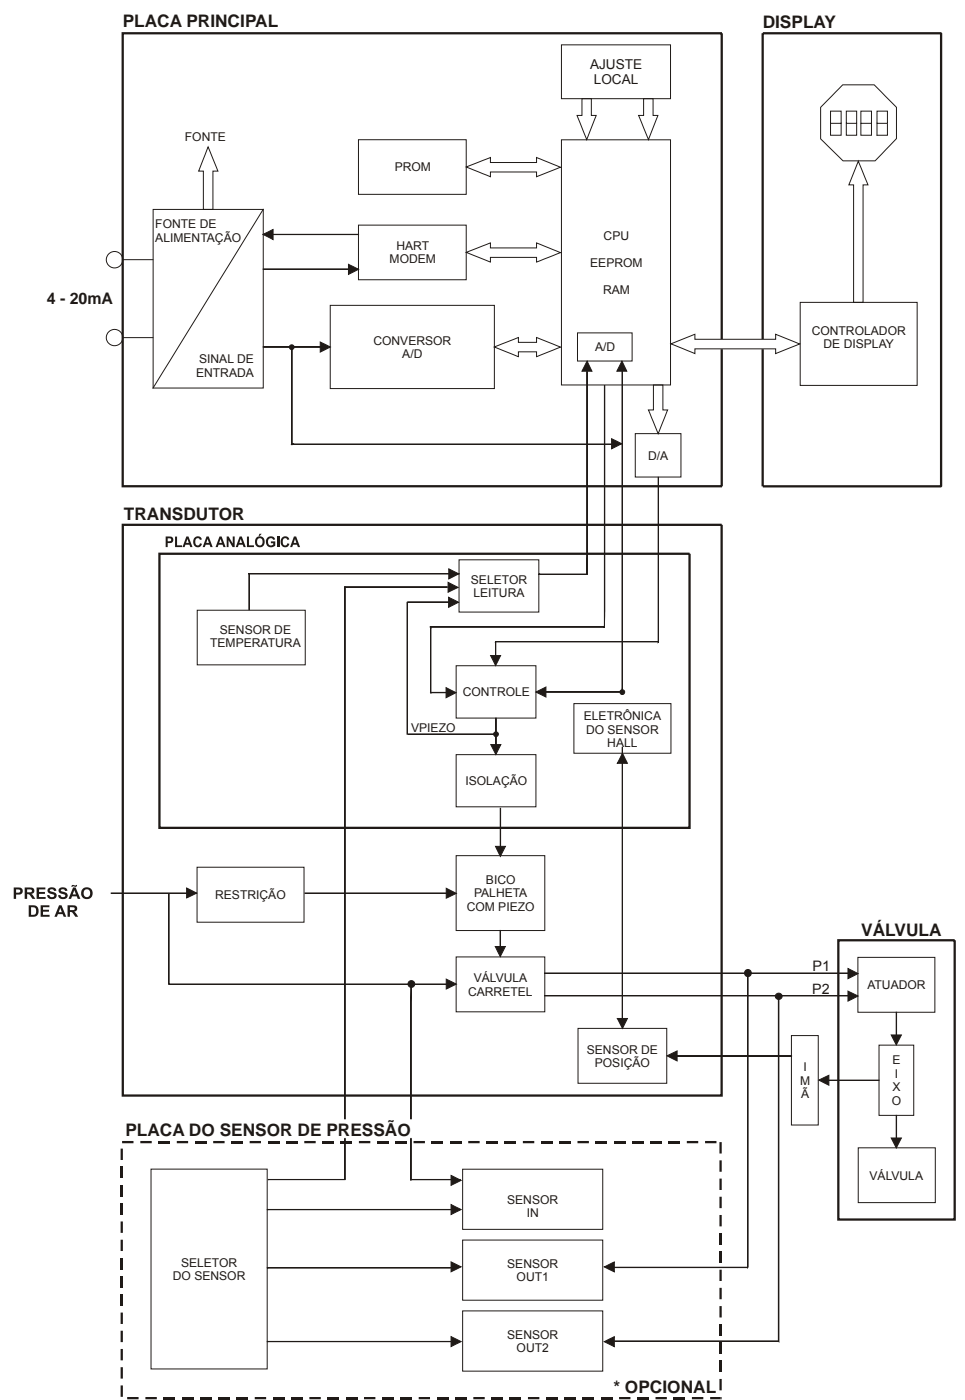 PLACA PRINCIPAL
DISPLAY
AJUSTE
LOCAL
FONTE
PROM
FONTE DE
ALIMENTAÇÃO
HART
MODEM
CPU
EEPROM
RAM
4 - 20mA
SINAL DE
ENTRADA
CONVERSOR
A/D
A/D
CONTROLADOR
DE DISPLAY
D/A
TRANSDUTOR
PLACA ANALÓGICA
SELETOR
LEITURA
SENSOR DE
TEMPERATURA
CONTROLE
VPIEZO
ELETRÔNICA
DO SENSOR
HALL
ISOLAÇÃO
PRESSÃO
DE AR
RESTRIÇÃO
BICO
PALHETA
COM PIEZO
VÁLVULA
CARRETEL
P1
P2
VÁLVULA
ATUADOR
SENSOR DE
POSIÇÃO
I
M
Ã
E
I
X
O
VÁLVULA
PLACA DO SENSOR DE PRESSÃO
SELETOR
DO SENSOR
SENSOR
IN
SENSOR
OUT1
SENSOR
OUT2
* OPCIONAL